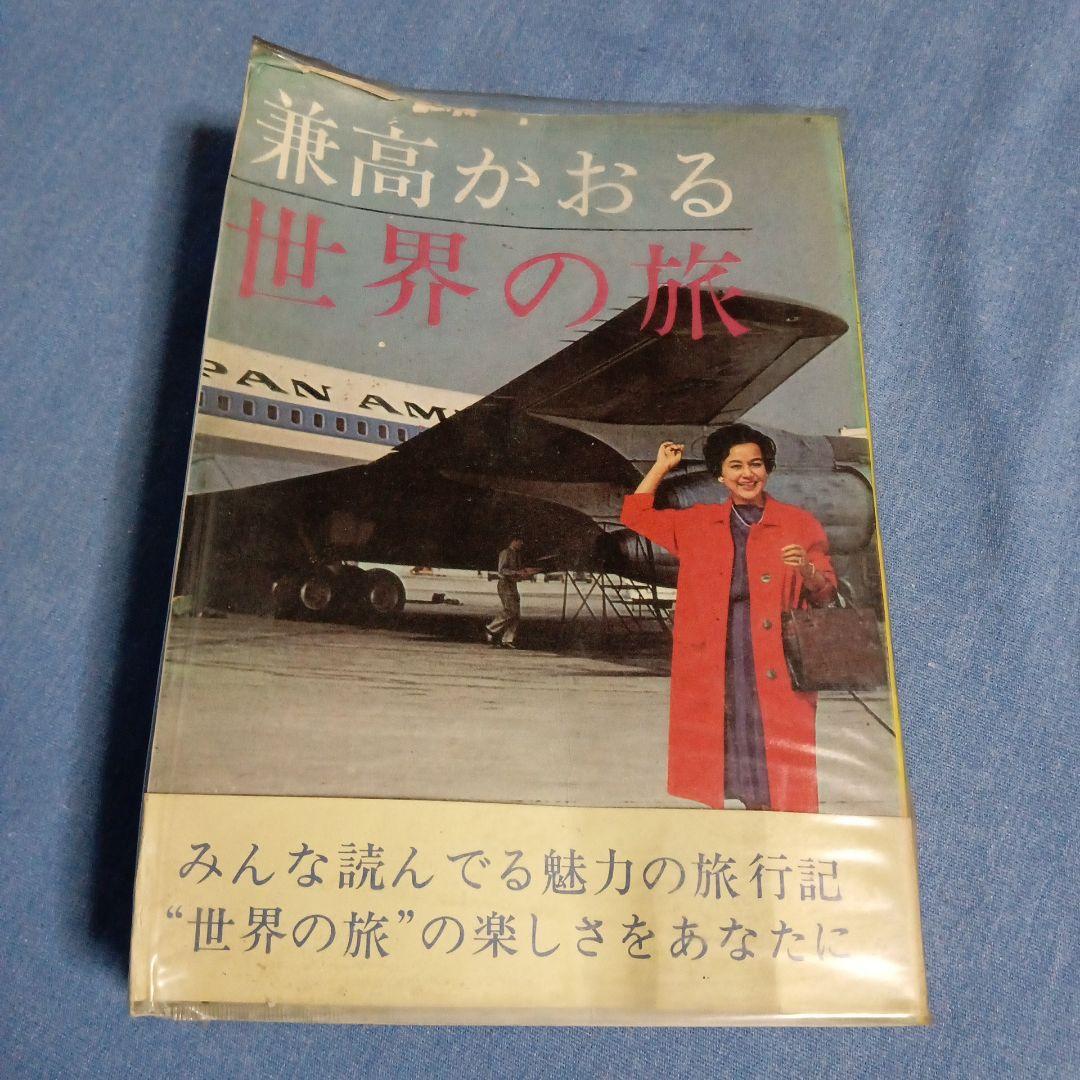 兼高かおる
世界の旅
PAN AM
みんな読んでる魅力の旅行記
“世界の旅”の楽しさをあなたに